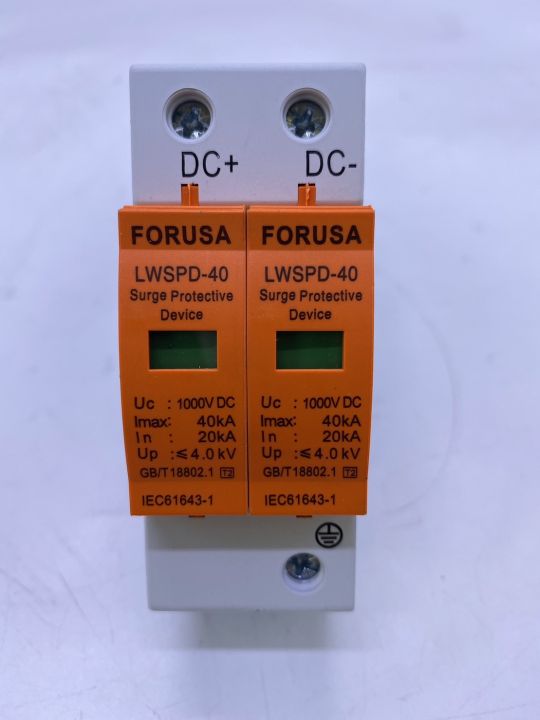 DC+ DC-
FORUSA
LWSPD-40
Surge Protective
Device
Uc : 1000V DC
Imax: 40kA
In : 20kA
Up :≤4.0kV
GB/T18802.1 T2
IEC61643-1
FORUSA
LWSPD-40
Surge Protective
Device
Uc : 1000V DC
Imax: 40kA
In : 20kA
Up :≤4.0kV
GB/T18802.1 T2
IEC61643-1